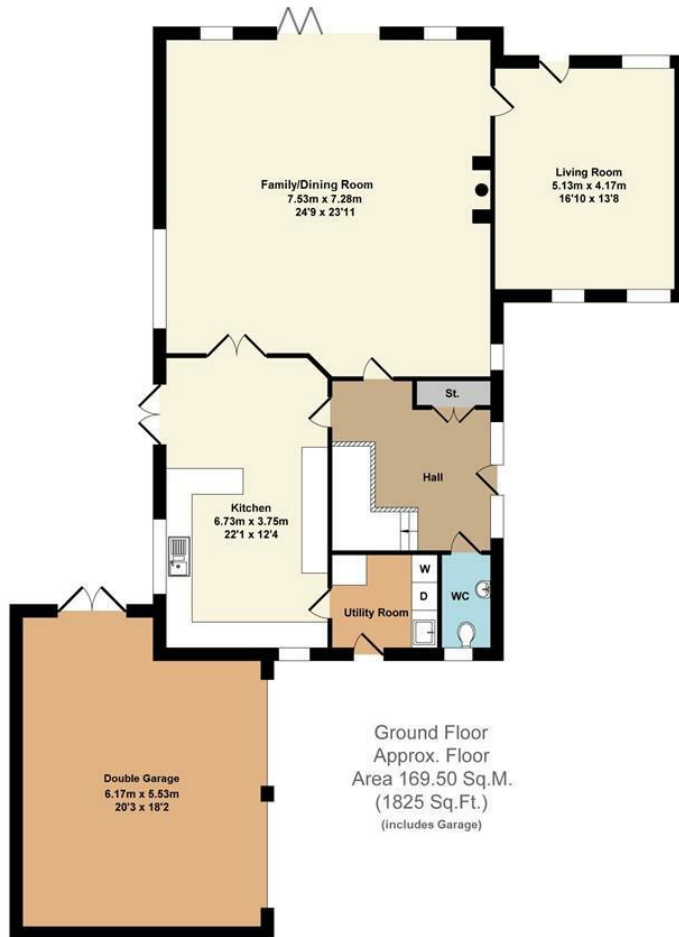 Family/Dining Room
7.53m x 7.28m
24'9 x 23'11
Living Room
5.13m x 4.17m
16'10 x 13'8
St.
Hall
Kitchen
6.73m x 3.75m
22'1 x 12'4
W
D
Utility Room
WC
Double Garage
6.17m x 5.53m
20'3 x 18'2
Ground Floor
Approx. Floor
Area 169.50 Sq.M.
(1825 Sq.Ft.)
(includes Garage)